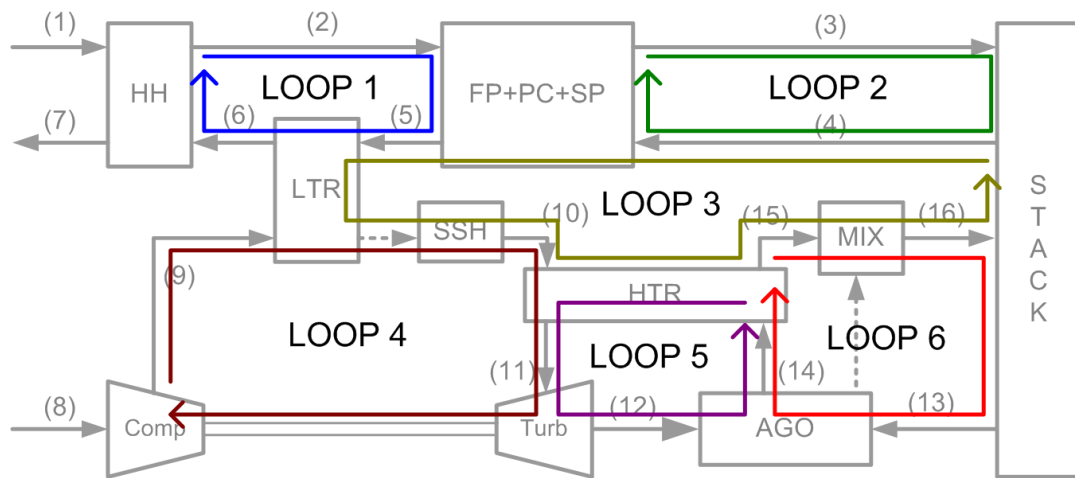 (1)
(2)
(3)
HH
LOOP 1
FP+PC+SP
LOOP 2
(7)
(6)
(5)
(4)
LTR
LOOP 3
S
T
A
C
K
SSH
(10)
(15)
MIX
(16)
(9)
HTR
LOOP 4
LOOP 5
LOOP 6
(11)
(14)
(8)
Comp
Turb
(12)
AGO
(13)